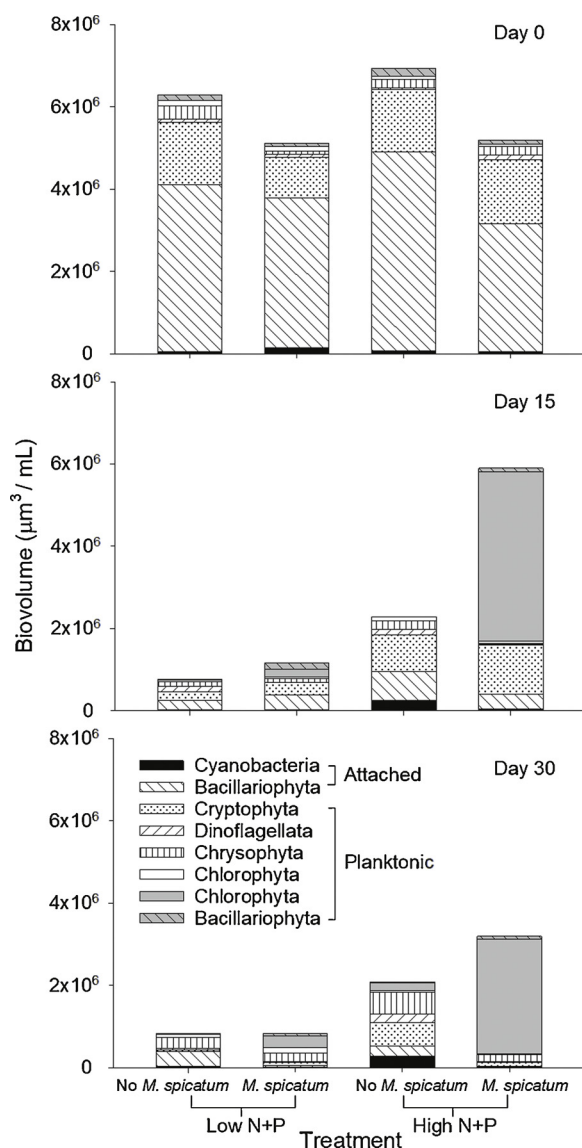 8x10⁶
Day 0
6x10⁶
4x10⁶
2x10⁶
0
8x10⁶
Day 15
6x10⁶
4x10⁶
2x10⁶
0
Biovolume (µm³ / mL)
8x10⁶
Day 30
6x10⁶
4x10⁶
2x10⁶
0
Cyanobacteria
Bacillariophyta
Attached
Cryptophyta
Dinoflagellata
Chrysophyta
Chlorophyta
Chlorophyta
Bacillariophyta
Planktonic
No M. spicatum M. spicatum No M. spicatum M. spicatum
Low N+P High N+P
Treatment